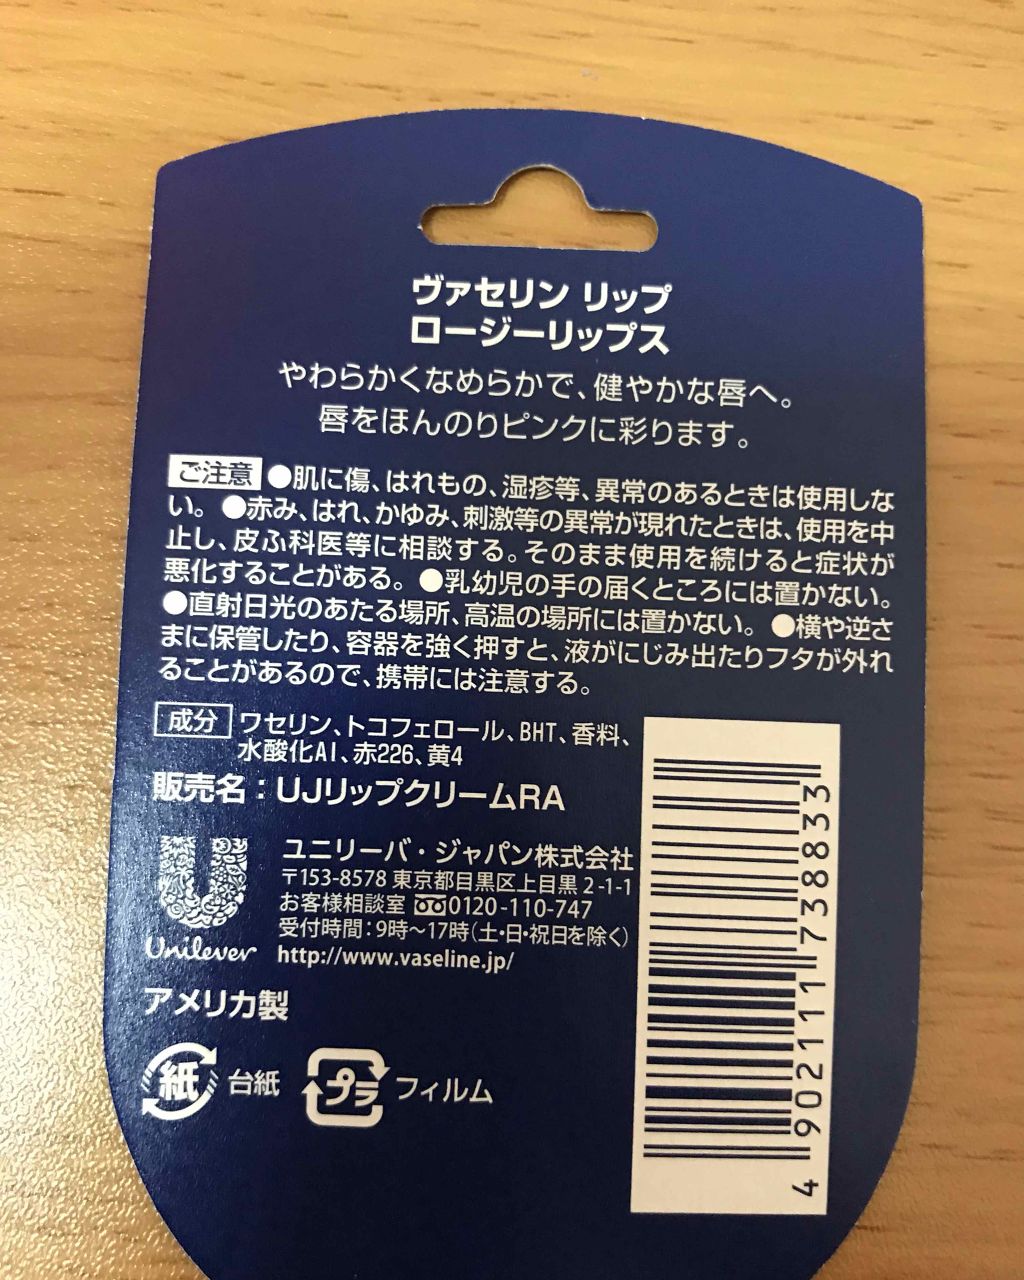 ヴァセリン リップ
ロージーリップス
やわらかくなめらかで、健やかな唇へ。
唇をほんのりピンクに彩ります。
ご注意 ●肌に傷、はれもの、湿疹等、異常のあるときは使用しな
い。 ●赤み、はれ、かゆみ、刺激等の異常が現れたときは、使用を中
止し、皮ふ科医等に相談する。そのまま使用を続けると症状が
悪化することがある。 ●乳幼児の手の届くところには置かない。
●直射日光のあたる場所、高温の場所には置かない。 ●横や逆さ
まに保管したり、容器を強く押すと、液がにじみ出たりフタが外れ
ることがあるので、携帯には注意する。
成分 ワセリン、トコフェロール、BHT、香料、
水酸化Al、赤226、黄4
販売名：UJリップクリームRA
ユニリーバ・ジャパン株式会社
〒153-8578 東京都目黒区上目黒 2-1-1
お客様相談室 0120-110-747
受付時間：9時～17時（土・日・祝日を除く）
http://www.vaseline.jp/
Unilever
アメリカ製
紙 台紙 プラ フィルム
4902111738833